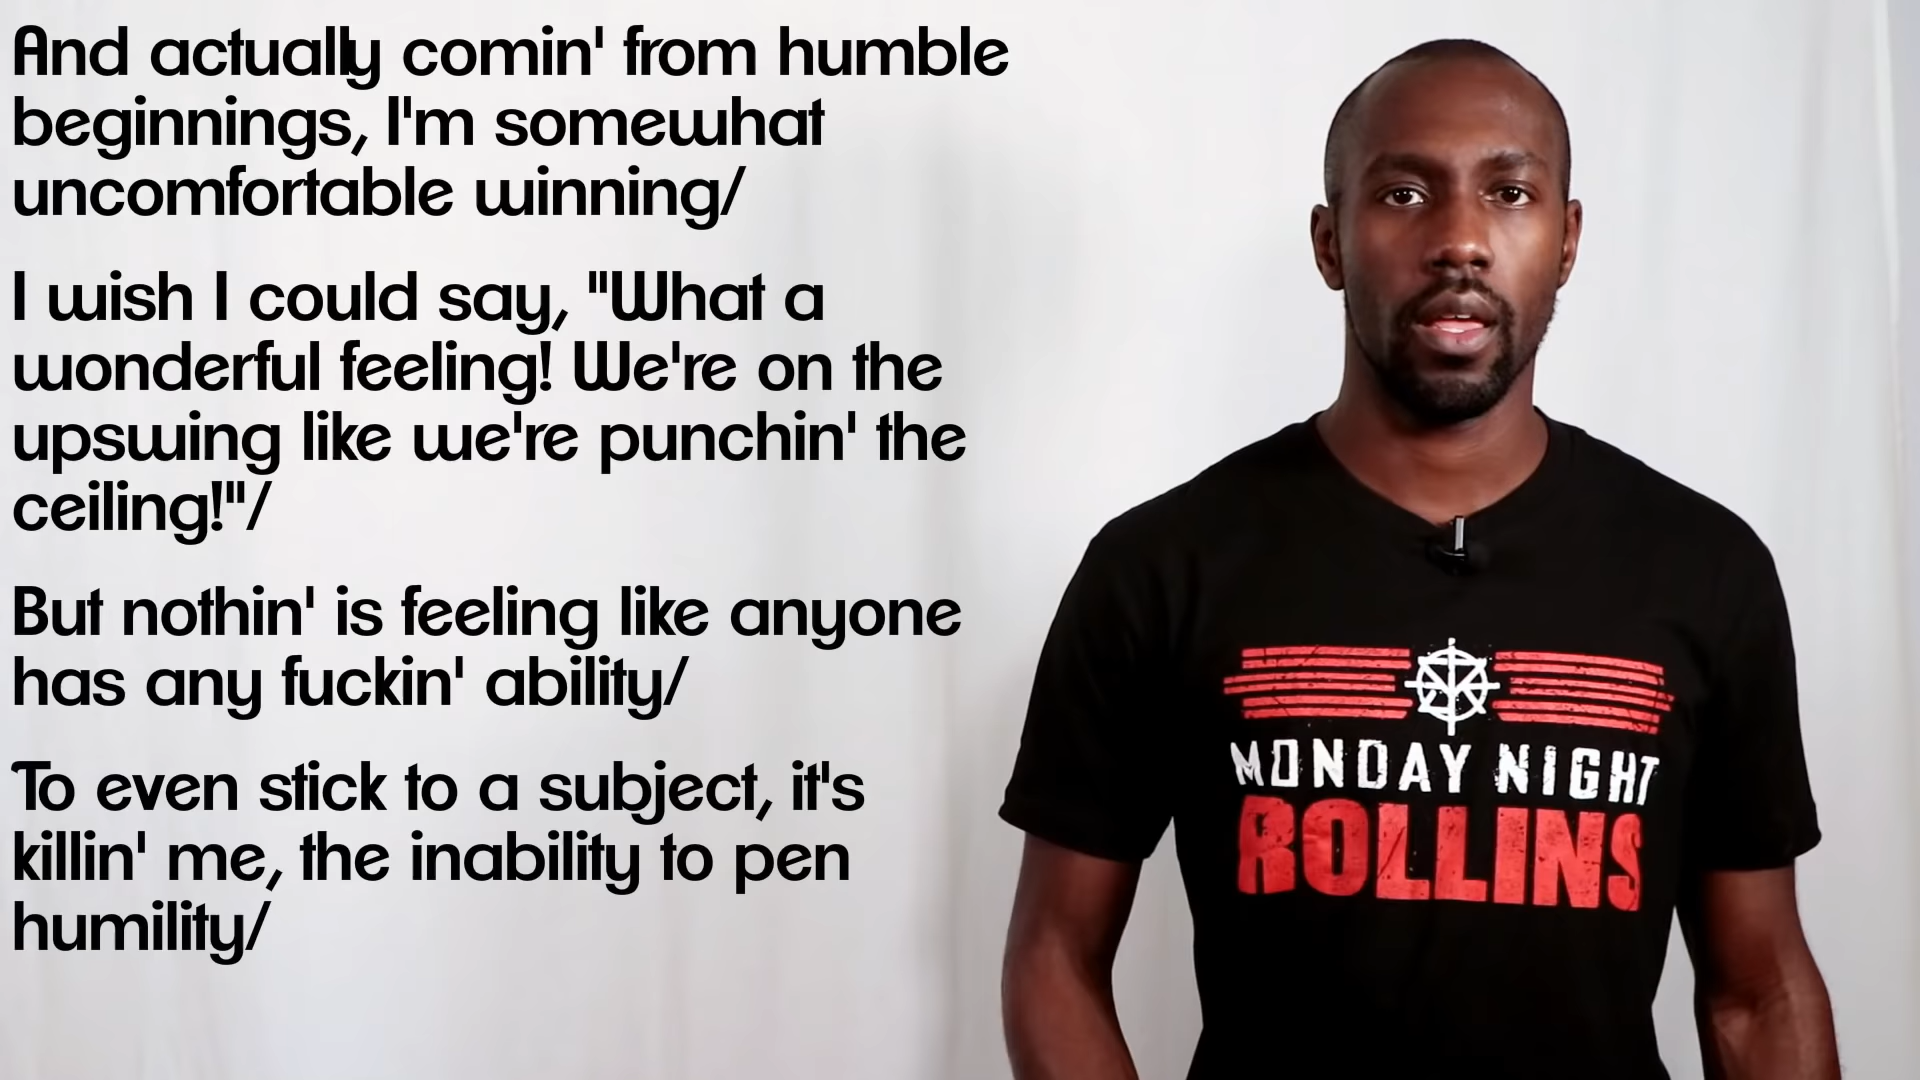 And actually comin' from humble
beginnings, I'm somewhat
uncomfortable winning/
I wish I could say, "What a
wonderful feeling! We're on the
upswing like we're punchin' the
ceiling!"/
But nothin' is feeling like anyone
has any fuckin' ability/
To even stick to a subject, it's
killin' me, the inability to pen
humility/
MONDAY NIGHT
ROLLINS